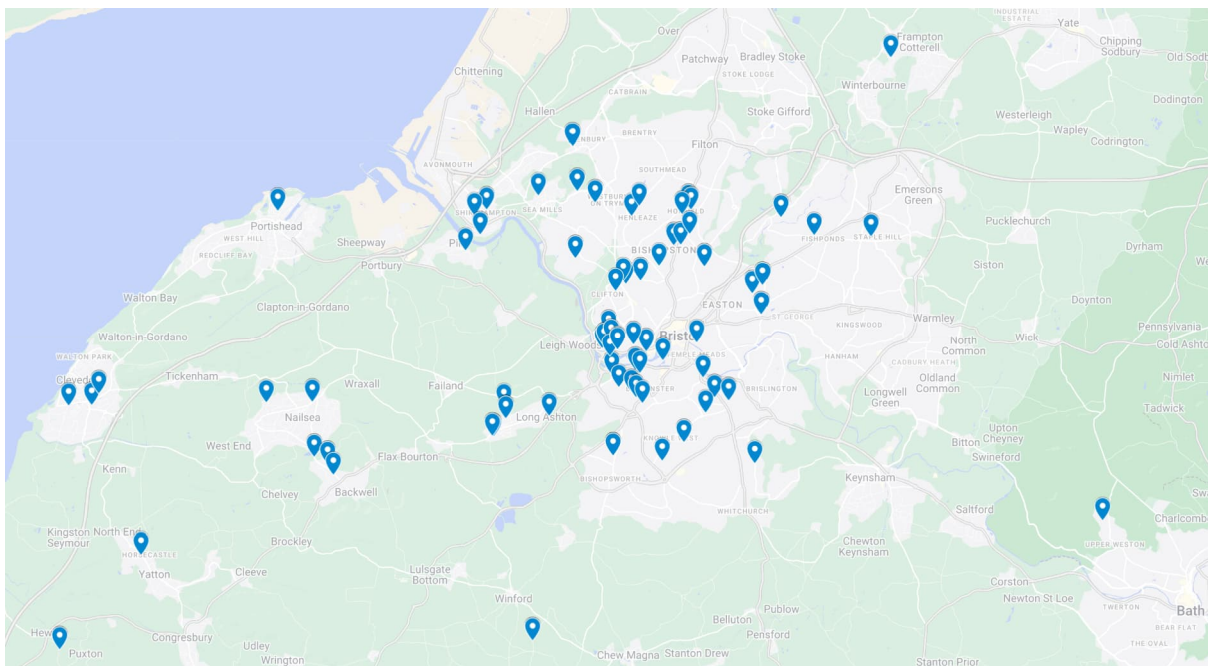 INDUSTRIAL
ESTATE
Yate
Over
Frampton
Cotterell
Chipping
Sodbury
Patchway
Bradley Stoke
Old Sodb
Chittening
STOKE LODGE
Winterbourne
CATBRAIN
Dodington
Hallen
Stoke Gifford
Westerleigh
Wapley
NBURY
BRENTRY
Codrington
Filton
AVONMOUTH
SOUTHMEAD
Emersons
Green
SEA MILLS
HENLEAZE
Pucklechurch
Portishead
FISHPONDS
STAPLE HILL
WEST HILL
Sheepway
Dyrham
REDCLIFF BAY
BISHOPSTON
Portbury
Siston
Walton Bay
CLIFTON
Doynton
Clapton-in-Gordano
EASTON
ST GEORGE
Warmley
Walton-in-Gordano
KINGSWOOD
Pennsylvania
Leigh Woods
Bristol
North
Common
Wick
Cold Ashto
WALTON PARK
TEMPLE MEADS
HANHAM
CADBURY HEATH
Tickenham
Wraxall
Failand
Oldland
Common
Nimlet
Clevedon
BRISLINGTON
Longwell
Green
Tadwick
Nailsea
Long Ashton
Upton
Cheyney
West End
KNOWLE WEST
Bitton
Swineford
Kenn
Flax Bourton
BISHOPSWORTH
Keynsham
Backwell
Chelvey
Saltford
WHITCHURCH
Kingston
Seymour
North End
Charlcomb
Brockley
Chewton
Keynsham
UPPER WESTON
HORSECASTLE
Yatton
Cleeve
Lulsgate
Bottom
Corston
Winford
Newton St Loe
Publow
TWERTON
Bath
Belluton
BEAR FLAT
Congresbury
Pensford
THE OVAL
Puxton
Udley
Wrington
Chew Magna
Stanton Drew
Stanton Prior